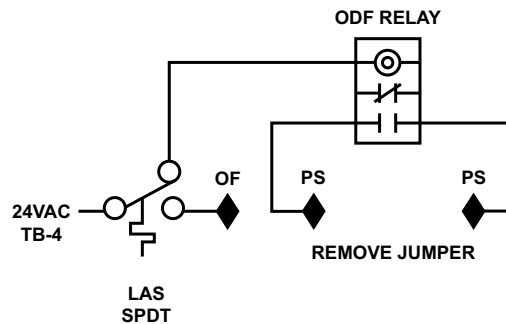 ODF RELAY
OF
PS
PS
24VAC
TB-4
REMOVE JUMPER
LAS
SPDT